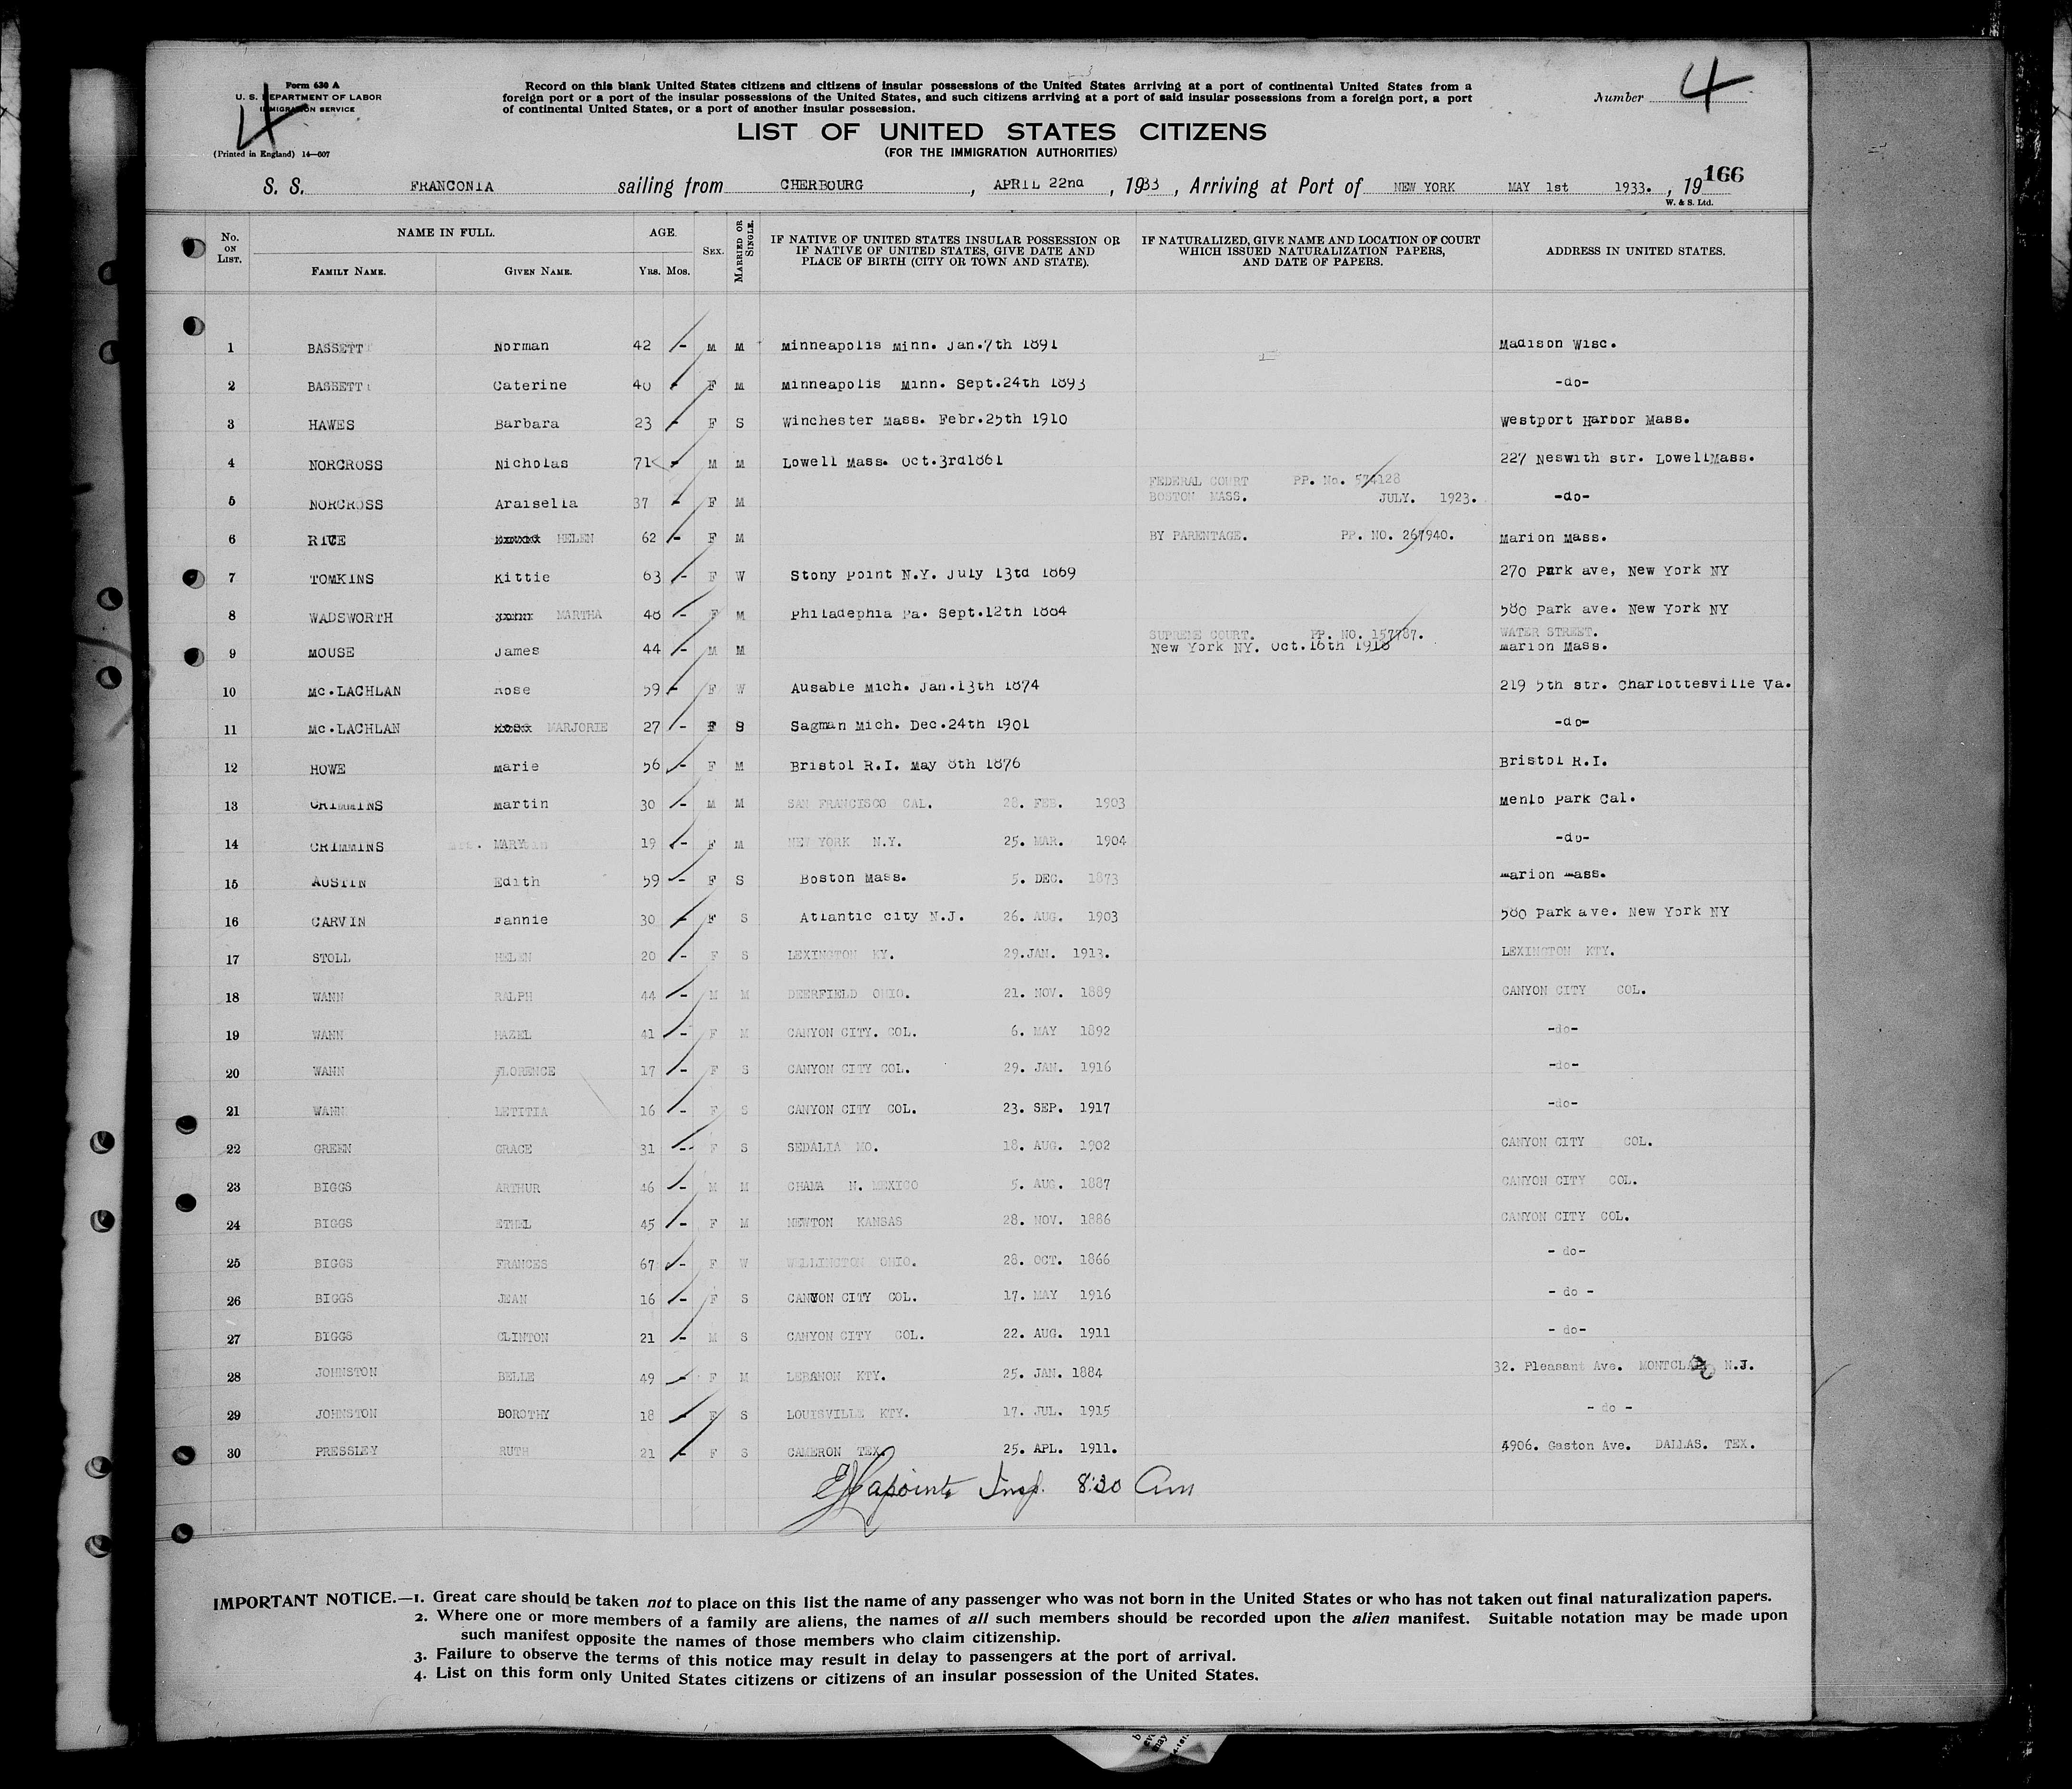 Form 630 A
U. S. DEPARTMENT OF LABOR
IMMIGRATION SERVICE
(Printed in England) 14—607
4
Record on this blank United States citizens and citizens of insular possessions of the United States Arriving at a port of continental United States from a
foreign port or a port of the insular possessions of the United States, and such citizens arriving at a port of said insular possessions from a foreign port, a port
of continental United States, or a port of another insular possession.
Number 4
LIST OF UNITED STATES CITIZENS
(FOR THE IMMIGRATION AUTHORITIES)
S. S. FRANCONIA sailing from CHERBOURG, APRIL 22nd, 1933, Arriving at Port of NEW YORK MAY 1st 1933., 19 166
W. & S. Ltd.
No. ON LIST. NAME IN FULL. FAMILY NAME. GIVEN NAME. AGE. YRS. MOS. SEX. MARRIED OR SINGLE. IF NATIVE OF UNITED STATES INSULAR POSSESSION OR IF NATIVE OF UNITED STATES, GIVE DATE AND PLACE OF BIRTH (CITY OR TOWN AND STATE). IF NATURALIZED, GIVE NAME AND LOCATION OF COURT WHICH ISSUED NATURALIZATION PAPERS, AND DATE OF PAPERS. ADDRESS IN UNITED STATES.
1 BASSETT Norman 42 - M M Minneapolis Minn. Jan.7th 1891 Madison Wisc.
2 BASSETT Caterine 40 - F M Minneapolis Minn. Sept.24th 1893 -do-
3 HAWES Barbara 23 - F S Winchester Mass. Febr.25th 1910 Westport Harbor Mass.
4 NORCROSS Nicholas 71 - M M Lowell Mass. Oct.3rd1861 227 Neswith str. LowellMass.
5 NORCROSS Araisella 37 - F M FEDERAL COURT PP. No. 574128 BOSTON MASS. JULY. 1923. -do-
6 RICE HELEN 62 - F M BY PARENTAGE. PP. NO. 267940. Marion Mass.
7 TOMKINS Kittie 63 - F W Stony Point N.Y. July 13td 1869 270 Park ave, New York NY
8 WADSWORTH MARTHA 48 - F M Philadephia Pa. Sept.12th 1884 580 Park ave. New York NY
9 MOUSE James 44 - M M SUPREME COURT. PP. NO. 157787. New York NY. Oct.16th 1918 WATER STREET. Marion Mass.
10 Mc.LACHLAN Rose 59 - F W Ausable Mich. Jan.13th 1874 219 5th str. Charlottesville Va.
11 Mc.LACHLAN MARJORIE 27 - F S Sagman Mich. Dec.24th 1901 -do-
12 HOWE Marie 56 - F M Bristol R.I. May 8th 1876 Bristol R.I.
13 CRIMMINS Martin 30 - M M SAN FRANCISCO CAL. 28. FEB. 1903 Menlo Park Cal.
14 CRIMMINS Mrs. MARY 19 - F M NEW YORK N.Y. 25. MAR. 1904 -do-
15 AUSTIN Edith 59 - F S Boston Mass. 5. DEC. 1873 Marion Mass.
16 CARVIN Fannie 30 - F S Atlantic City N.J. 26. AUG. 1903 580 Park ave. New York NY
17 STOLL HELEN 20 - F S LEXINGTON KY. 29.JAN. 1913. LEXINGTON KTY.
18 WANN RALPH 44 - M M DEERFIELD OHIO. 21. NOV. 1889 CANYON CITY COL.
19 WANN HAZEL 41 - F M CANYON CITY. COL. 6. MAY 1892 -do-
20 WANN FLORENCE 17 - F S CANYON CITY COL. 29. JAN. 1916 -do-
21 WANN LETITIA 16 - F S CANYON CITY COL. 23. SEP. 1917 -do-
22 GREEN GRACE 31 -- F S SEDALIA MO. 18. AUG. 1902 CANYON CITY COL.
23 BIGGS ARTHUR 46 - M M CHAMA N. MEXICO 5. AUG. 1887 CANYON CITY COL.
24 BIGGS ETHEL 45 - F M NEWTON KANSAS 28. NOV. 1886 CANYON CITY COL.
25 BIGGS FRANCES 67 - F W WELLINGTON OHIO. 28. OCT. 1866 - do-
26 BIGGS JEAN 16 - F S CANYON CITY COL. 17. MAY 1916 - do -
27 BIGGS CLINTON 21 - M S CANYON CITY COL. 22. AUG. 1911 - do-
28 JOHNSTON BELLE 49 - F M LEBANON KTY. 25. JAN. 1884 32. Pleasant Ave. MONTCLAIR N.J.
29 JOHNSTON BOROTHY 18 - F S LOUISVILLE KTY. 17. JUL. 1915 - do -
30 PRESSLEY RUTH 21 - F S CAMERON TEX. 25. APL. 1911. 4906. Gaston Ave. DALLAS. TEX.
Lapointe Insp. 8:30 Am
IMPORTANT NOTICE.—1. Great care should be taken not to place on this list the name of any passenger who was not born in the United States or who has not taken out final naturalization papers.
2. Where one or more members of a family are aliens, the names of all such members should be recorded upon the alien manifest. Suitable notation may be made upon
such manifest opposite the names of those members who claim citizenship.
3. Failure to observe the terms of this notice may result in delay to passengers at the port of arrival.
4. List on this form only United States citizens or citizens of an insular possession of the United States.